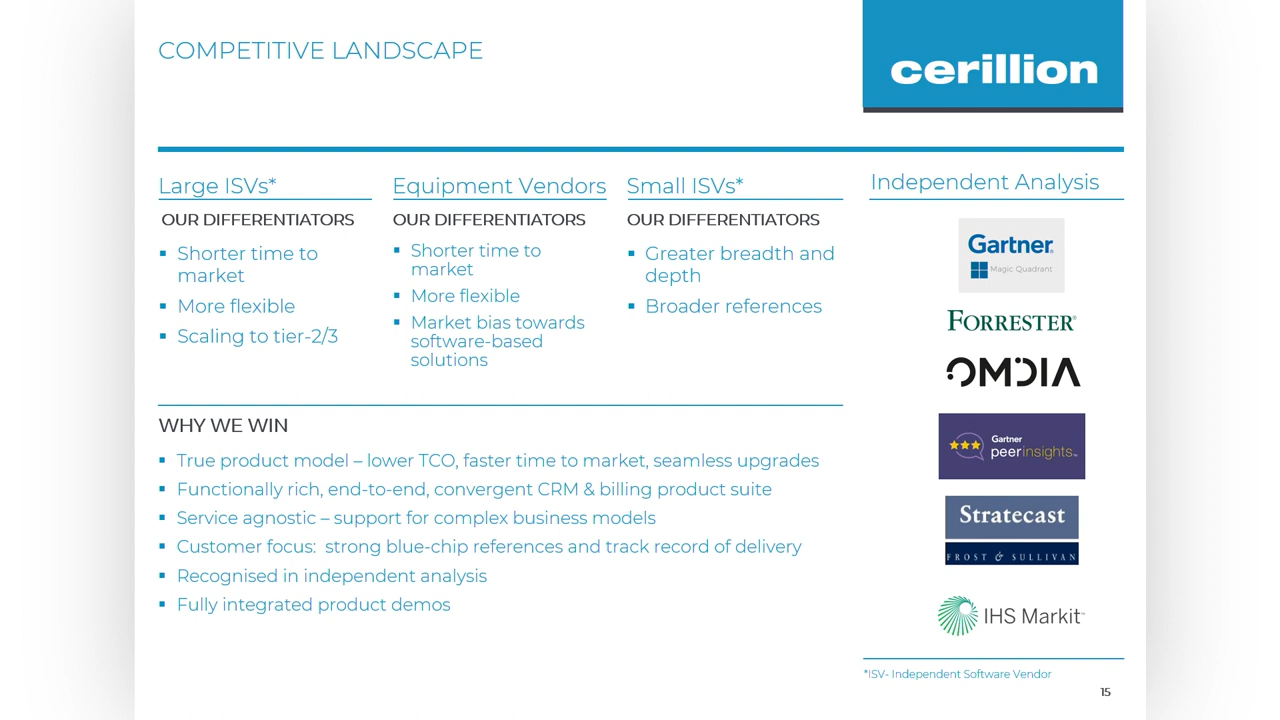 COMPETITIVE LANDSCAPE
cerillion
Large ISVs*
OUR DIFFERENTIATORS
▪ Shorter time to
market
▪ More flexible
▪ Scaling to tier-2/3
Equipment Vendors
OUR DIFFERENTIATORS
▪ Shorter time to
market
▪ More flexible
▪ Market bias towards
software-based
solutions
Small ISVs*
OUR DIFFERENTIATORS
▪ Greater breadth and
depth
▪ Broader references
WHY WE WIN
▪ True product model – lower TCO, faster time to market, seamless upgrades
▪ Functionally rich, end-to-end, convergent CRM & billing product suite
▪ Service agnostic – support for complex business models
▪ Customer focus:  strong blue-chip references and track record of delivery
▪ Recognised in independent analysis
▪ Fully integrated product demos
Independent Analysis
Gartner®
Magic Quadrant
FORRESTER®
OMDIA
Gartner
peerinsights™
Stratecast
FROST & SULLIVAN
IHS Markit™
*ISV- Independent Software Vendor
15